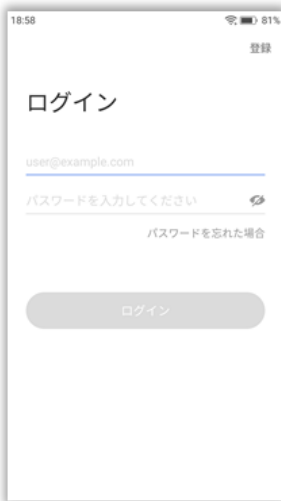 18:58 81%
登録
ログイン
user@example.com
パスワードを入力してください
パスワードを忘れた場合
ログイン